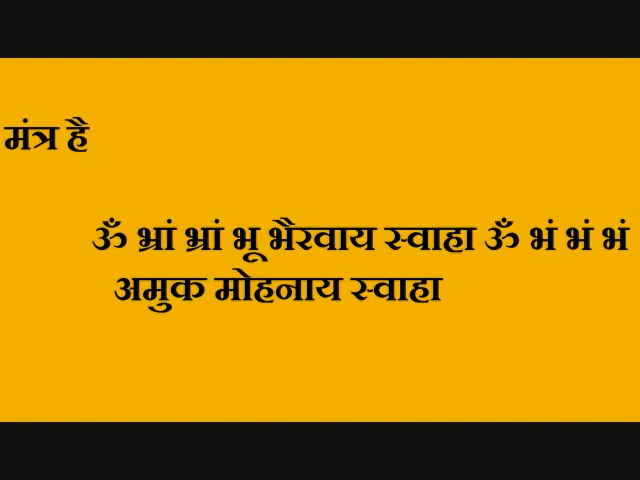 मंत्र है
ॐ भ्रां भ्रां भू भैरवाय स्वाहा ॐ भं भं भं
अमुक मोहनाय स्वाहा